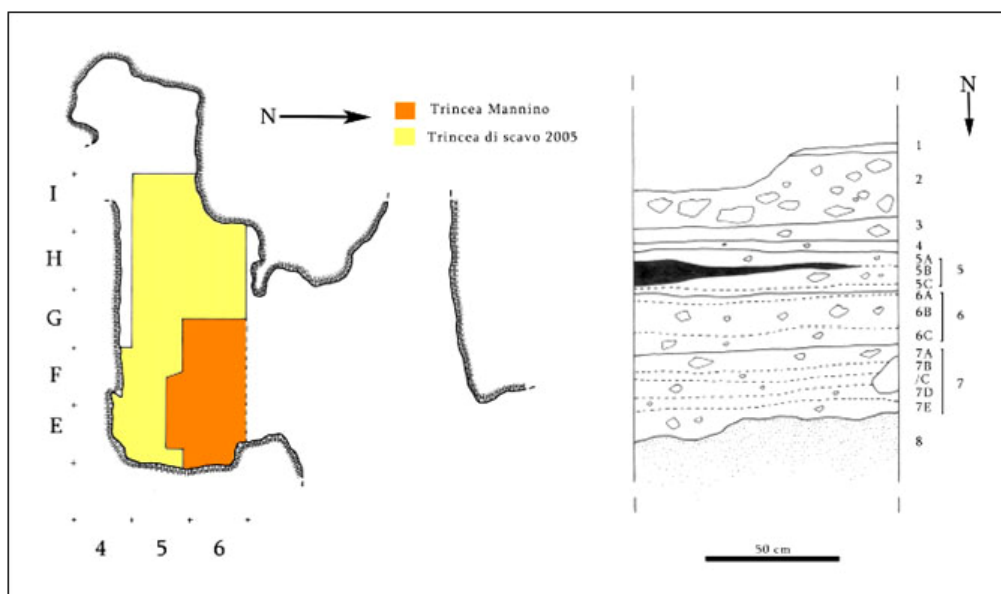 N
Trincea Mannino
Trincea di scavo 2005
I
H
G
F
E
4 5 6
N
1
2
3
4
5A
5B
5C
5
6A
6B
6C
6
7A
7B
/C
7D
7E
7
8
50 cm